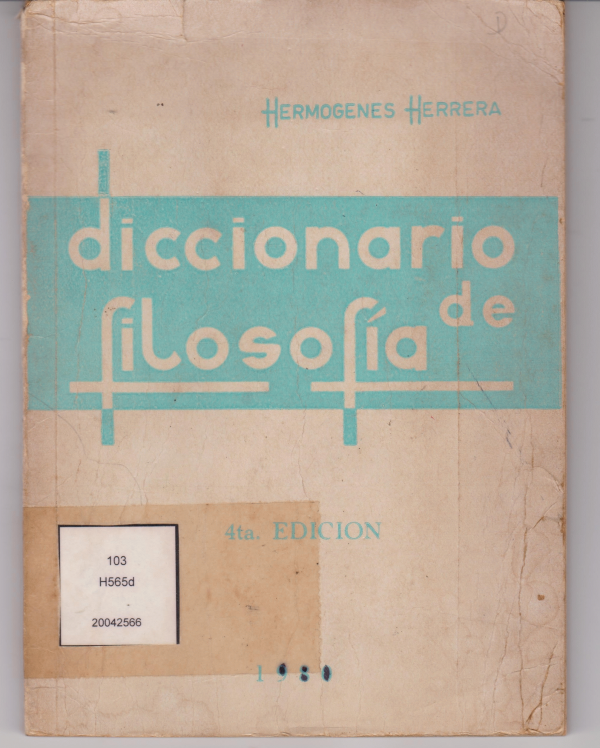 HERMOGENES HERRERA
diccionario
de
filosofía
4ta. EDICION
103
H565d
20042566